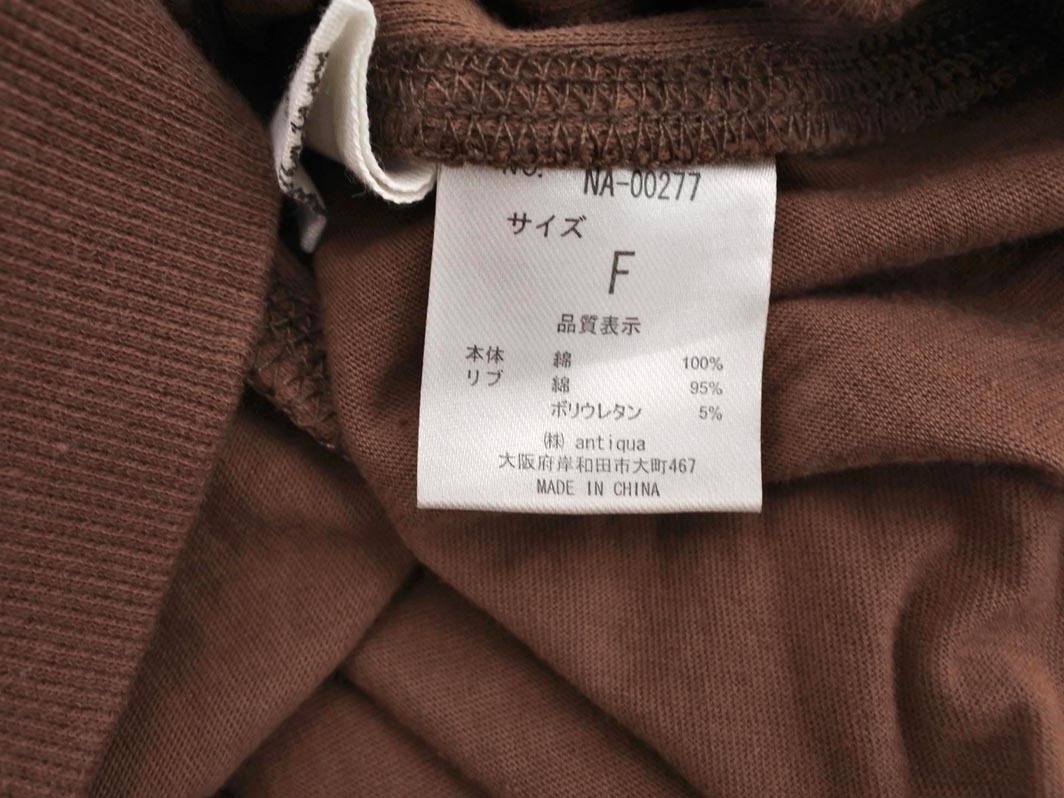 NO. NA-00277
サイズ
F
品質表示
本体 綿 100%
リブ 綿 95%
ポリウレタン 5%
㈱ antiqua
大阪府岸和田市大町467
MADE IN CHINA